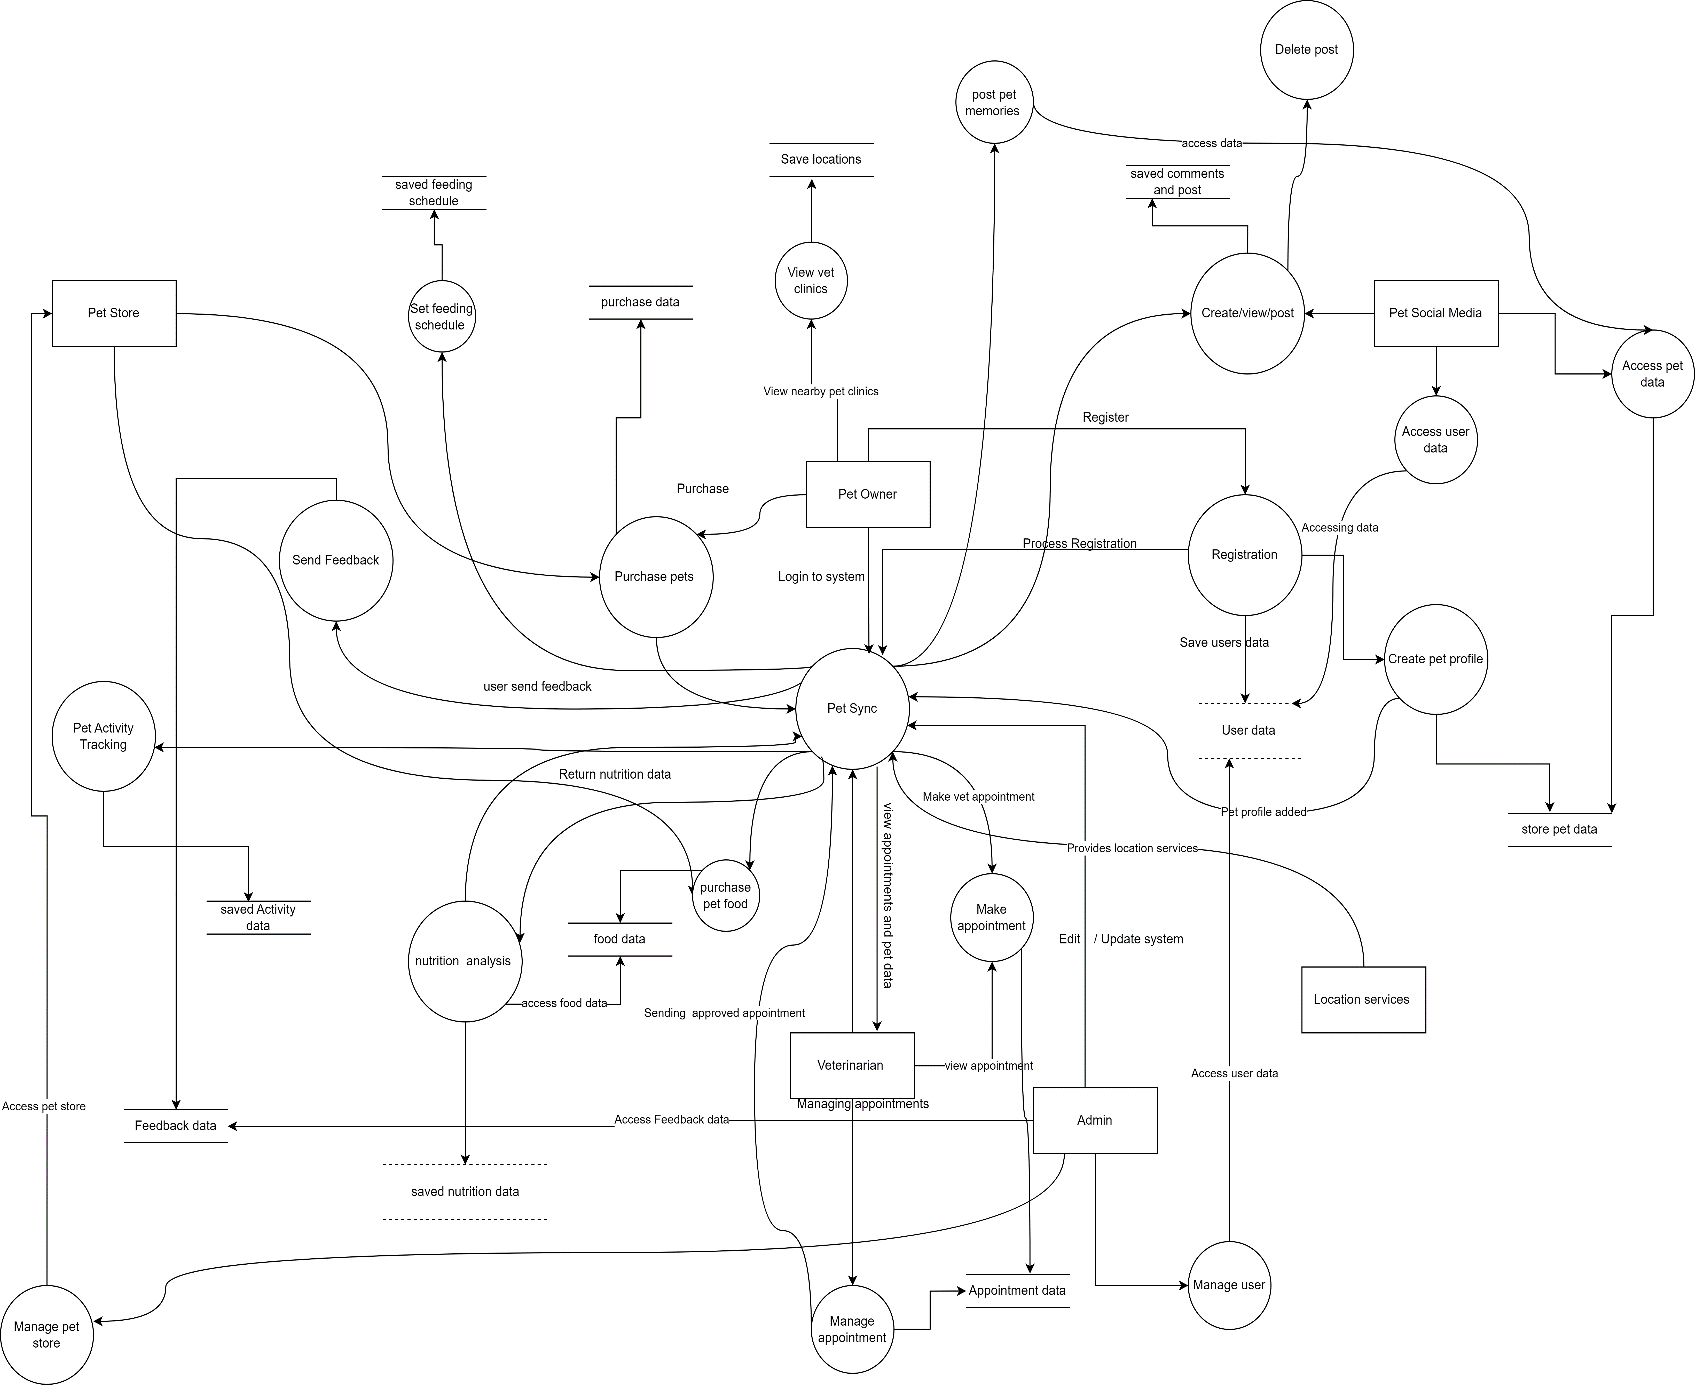 Delete post
post pet
memories
access data
Save locations
saved comments
and post
saved feeding
schedule
View vet
clinics
purchase data
Pet Store
Set feeding
schedule
Create/view/post
Pet Social Media
Access pet
data
View nearby pet clinics
Register
Access user
data
Purchase
Pet Owner
Accessing data
Send Feedback
Process Registration
Registration
Login to system
Purchase pets
Save users data
Create pet profile
user send feedback
Pet Sync
Pet Activity
Tracking
User data
Return nutrition data
Make vet appointment
view appointments and pet data
Pet profile added
store pet data
Provides location services
purchase
pet food
saved Activity
data
Make
appointment
food data
Edit / Update system
nutrition analysis
access food data
Location services
Sending approved appointment
Veterinarian
view appointment
Access user data
Managing appointments
Access pet store
Feedback data
Access Feedback data
Admin
saved nutrition data
Manage user
Appointment data
Manage pet
store
Manage
appointment